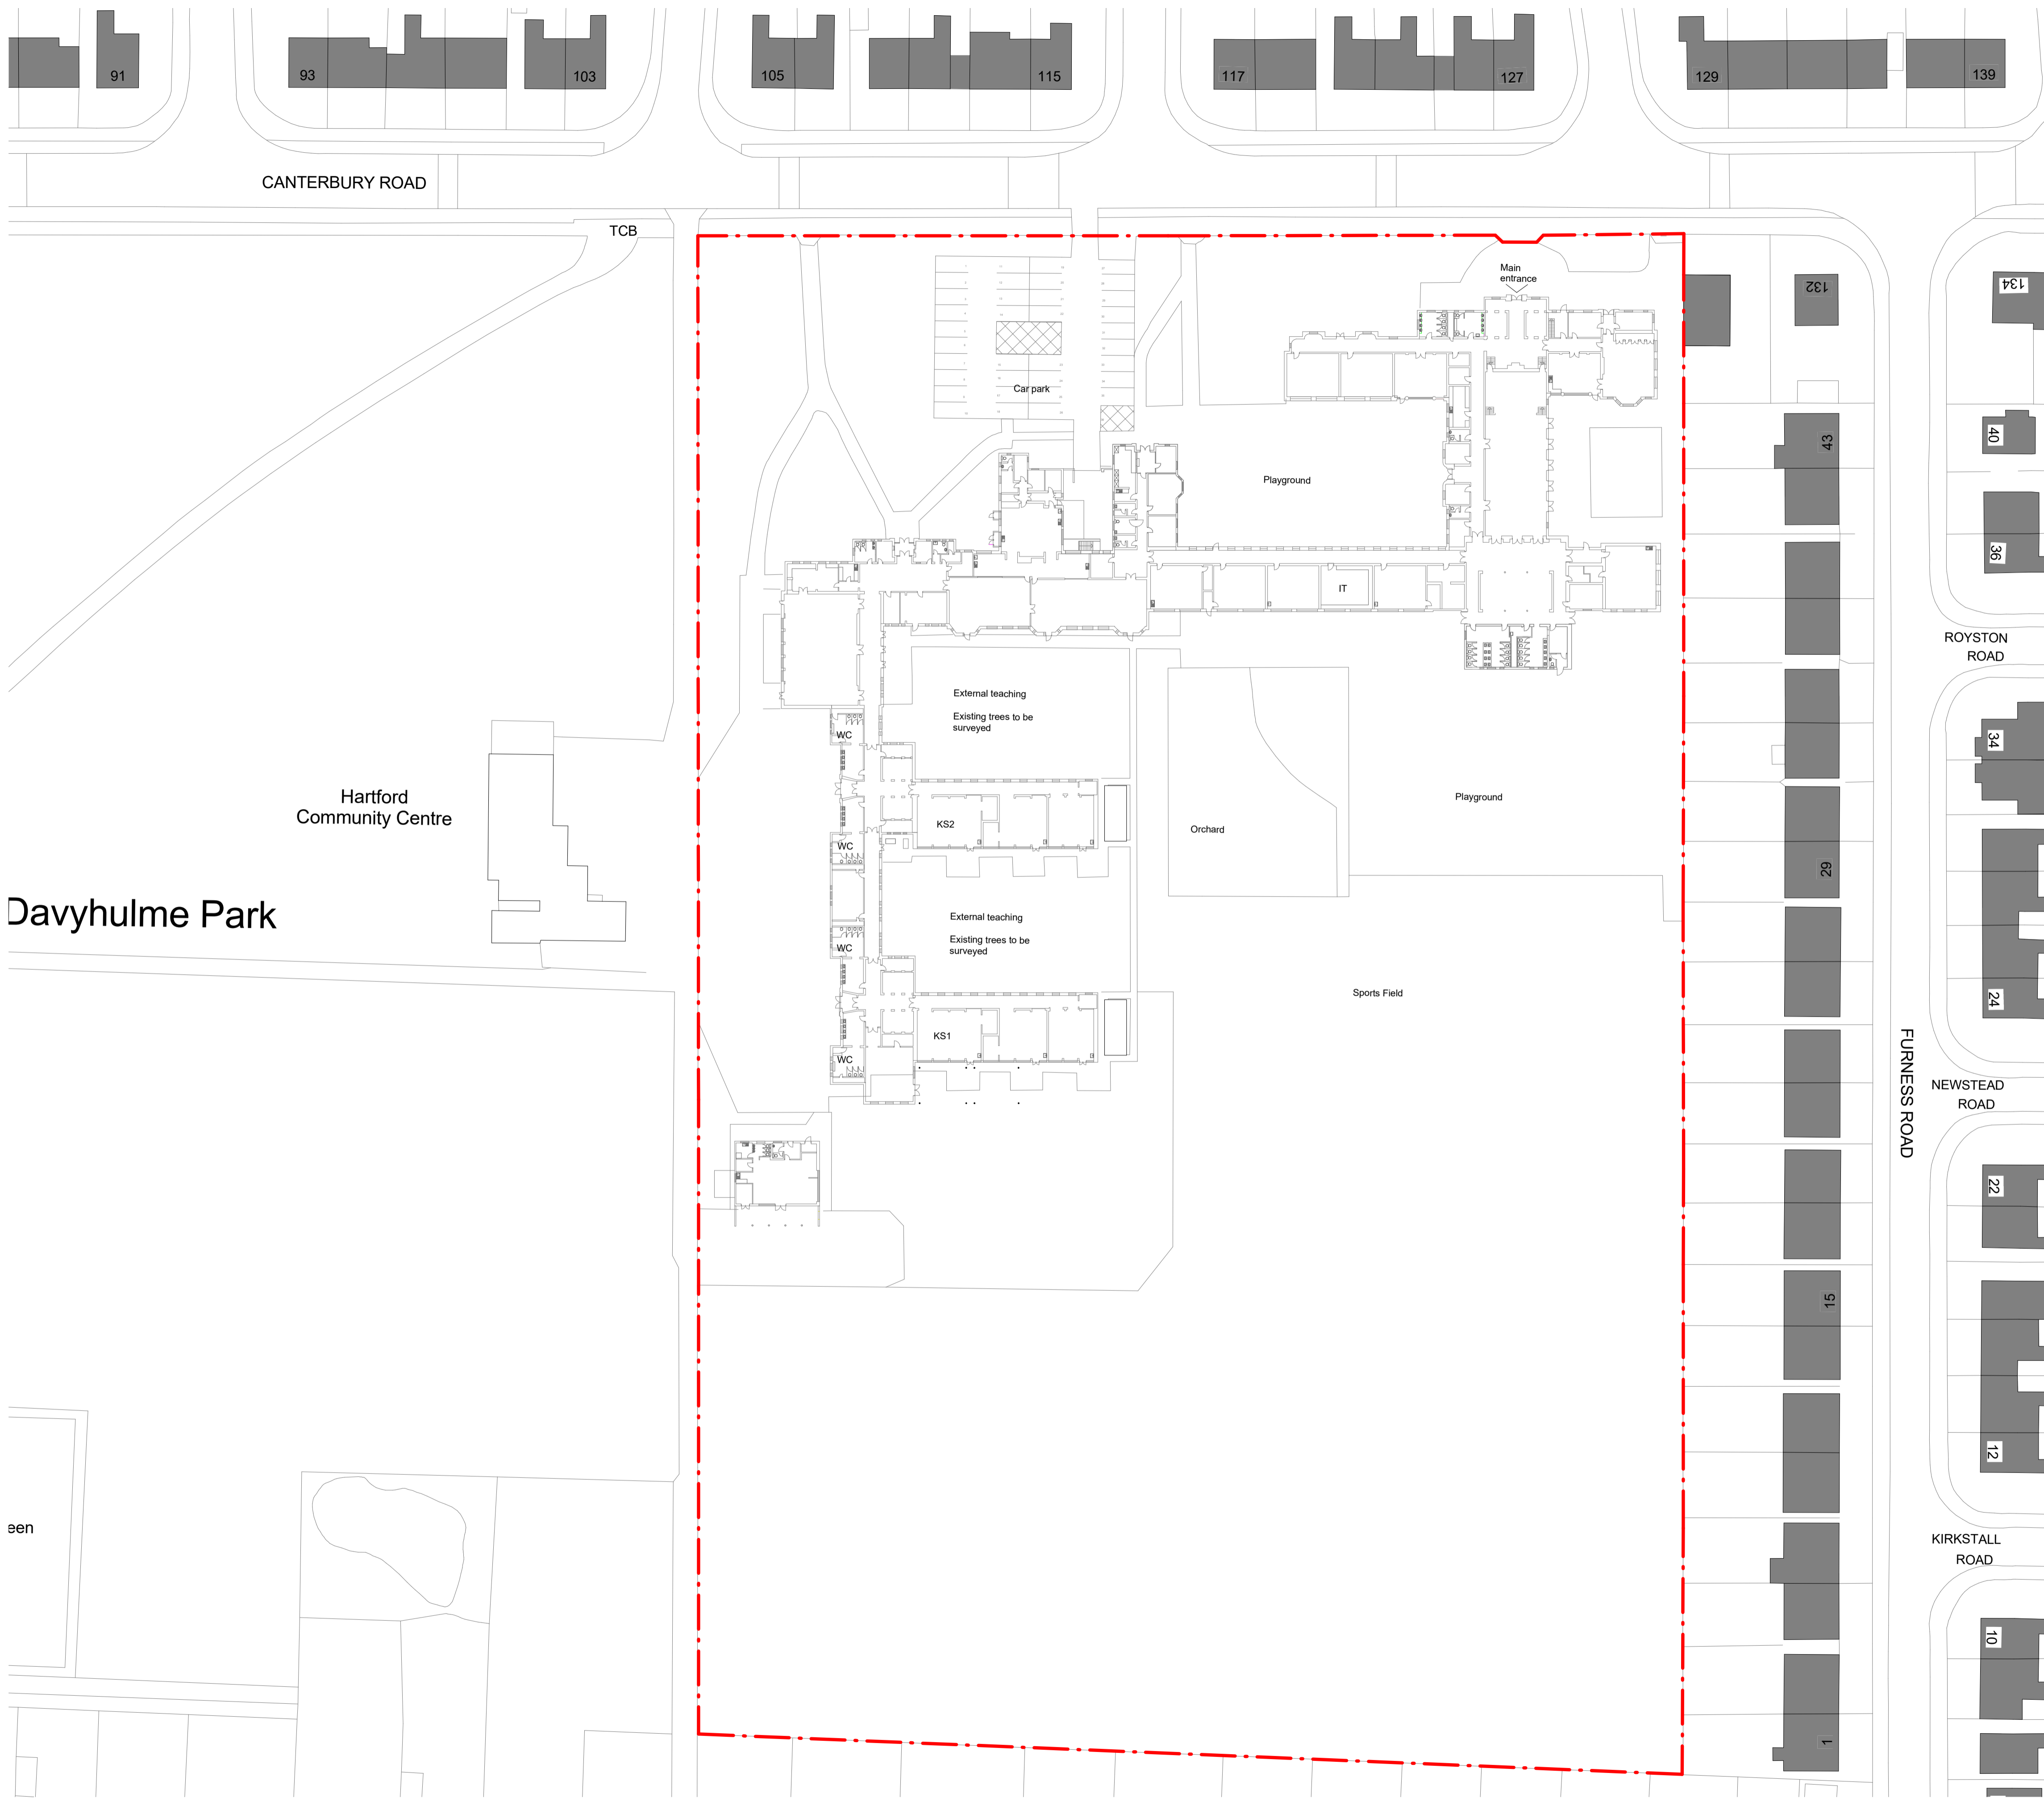 91
93
103
105
115
117
127
129
139
CANTERBURY ROAD
TCB
Main
entrance
132
134
Car park
43
40
Playground
36
IT
ROYSTON
ROAD
External teaching
Existing trees to be
surveyed
WC
34
Hartford
Community Centre
Playground
KS2
Orchard
WC
29
Davyhulme Park
External teaching
Existing trees to be
surveyed
WC
Sports Field
24
KS1
WC
FURNESS ROAD
NEWSTEAD
ROAD
22
15
12
een
KIRKSTALL
ROAD
10
1